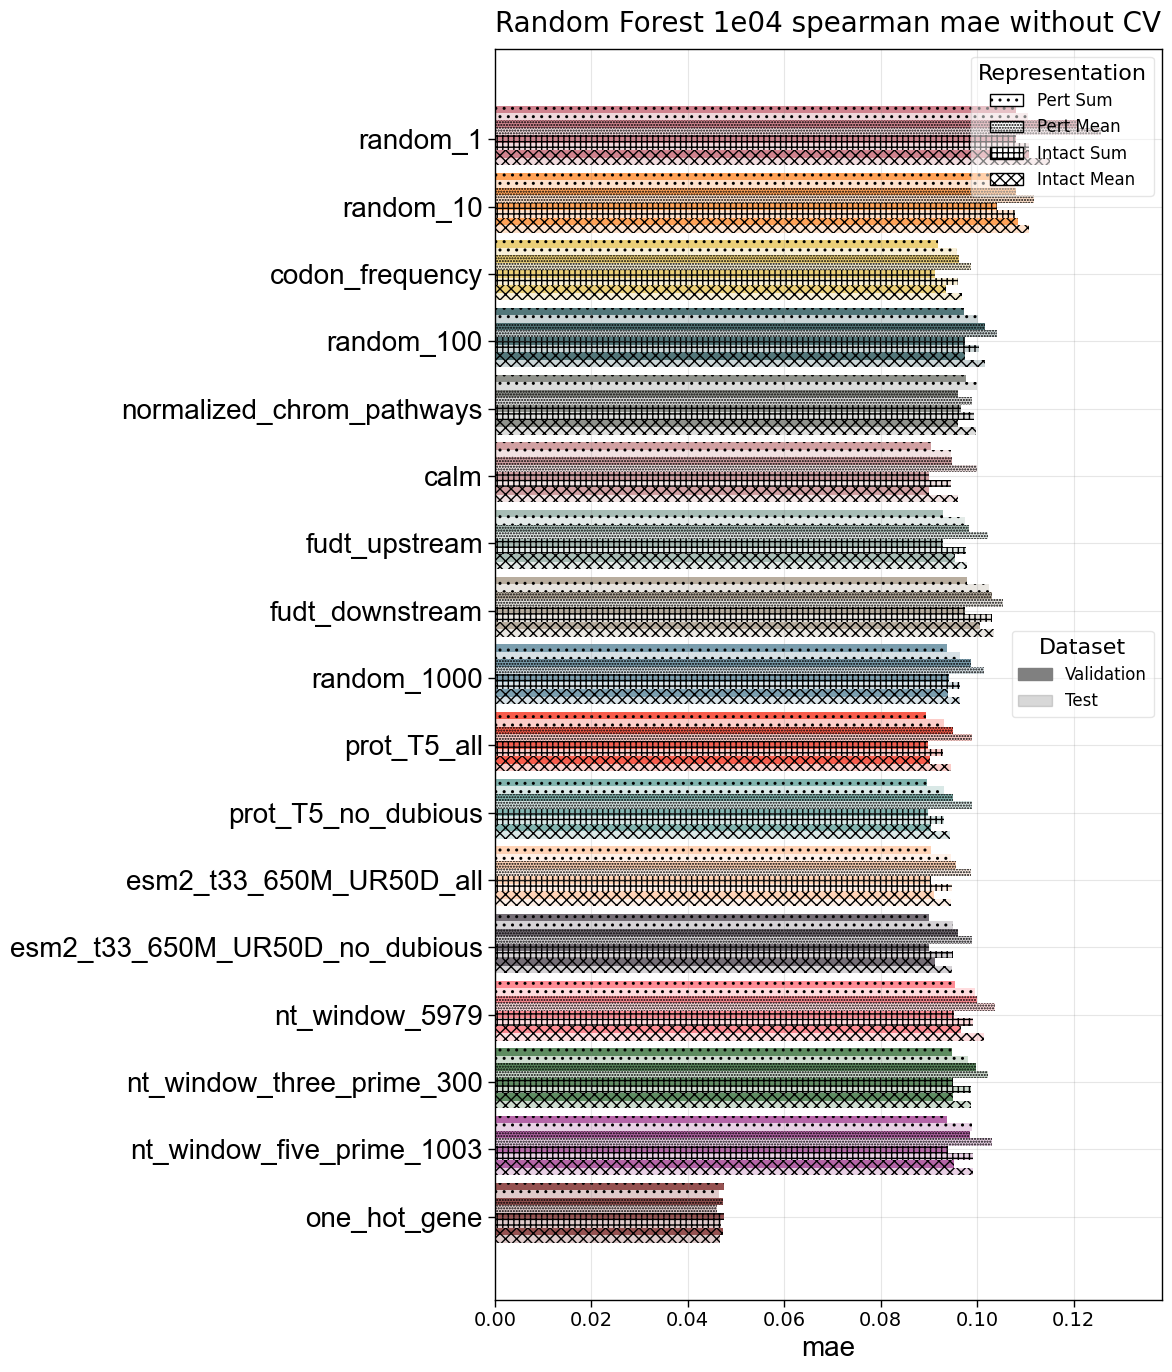 Random Forest 1e04 spearman mae without CV
Representation
Pert Sum
Pert Mean
Intact Sum
Intact Mean
random_1
random_10
codon_frequency
random_100
normalized_chrom_pathways
calm
fudt_upstream
fudt_downstream
Dataset
Validation
Test
random_1000
prot_T5_all
prot_T5_no_dubious
esm2_t33_650M_UR50D_all
esm2_t33_650M_UR50D_no_dubious
nt_window_5979
nt_window_three_prime_300
nt_window_five_prime_1003
one_hot_gene
0.00 0.02 0.04 0.06 0.08 0.10 0.12
mae